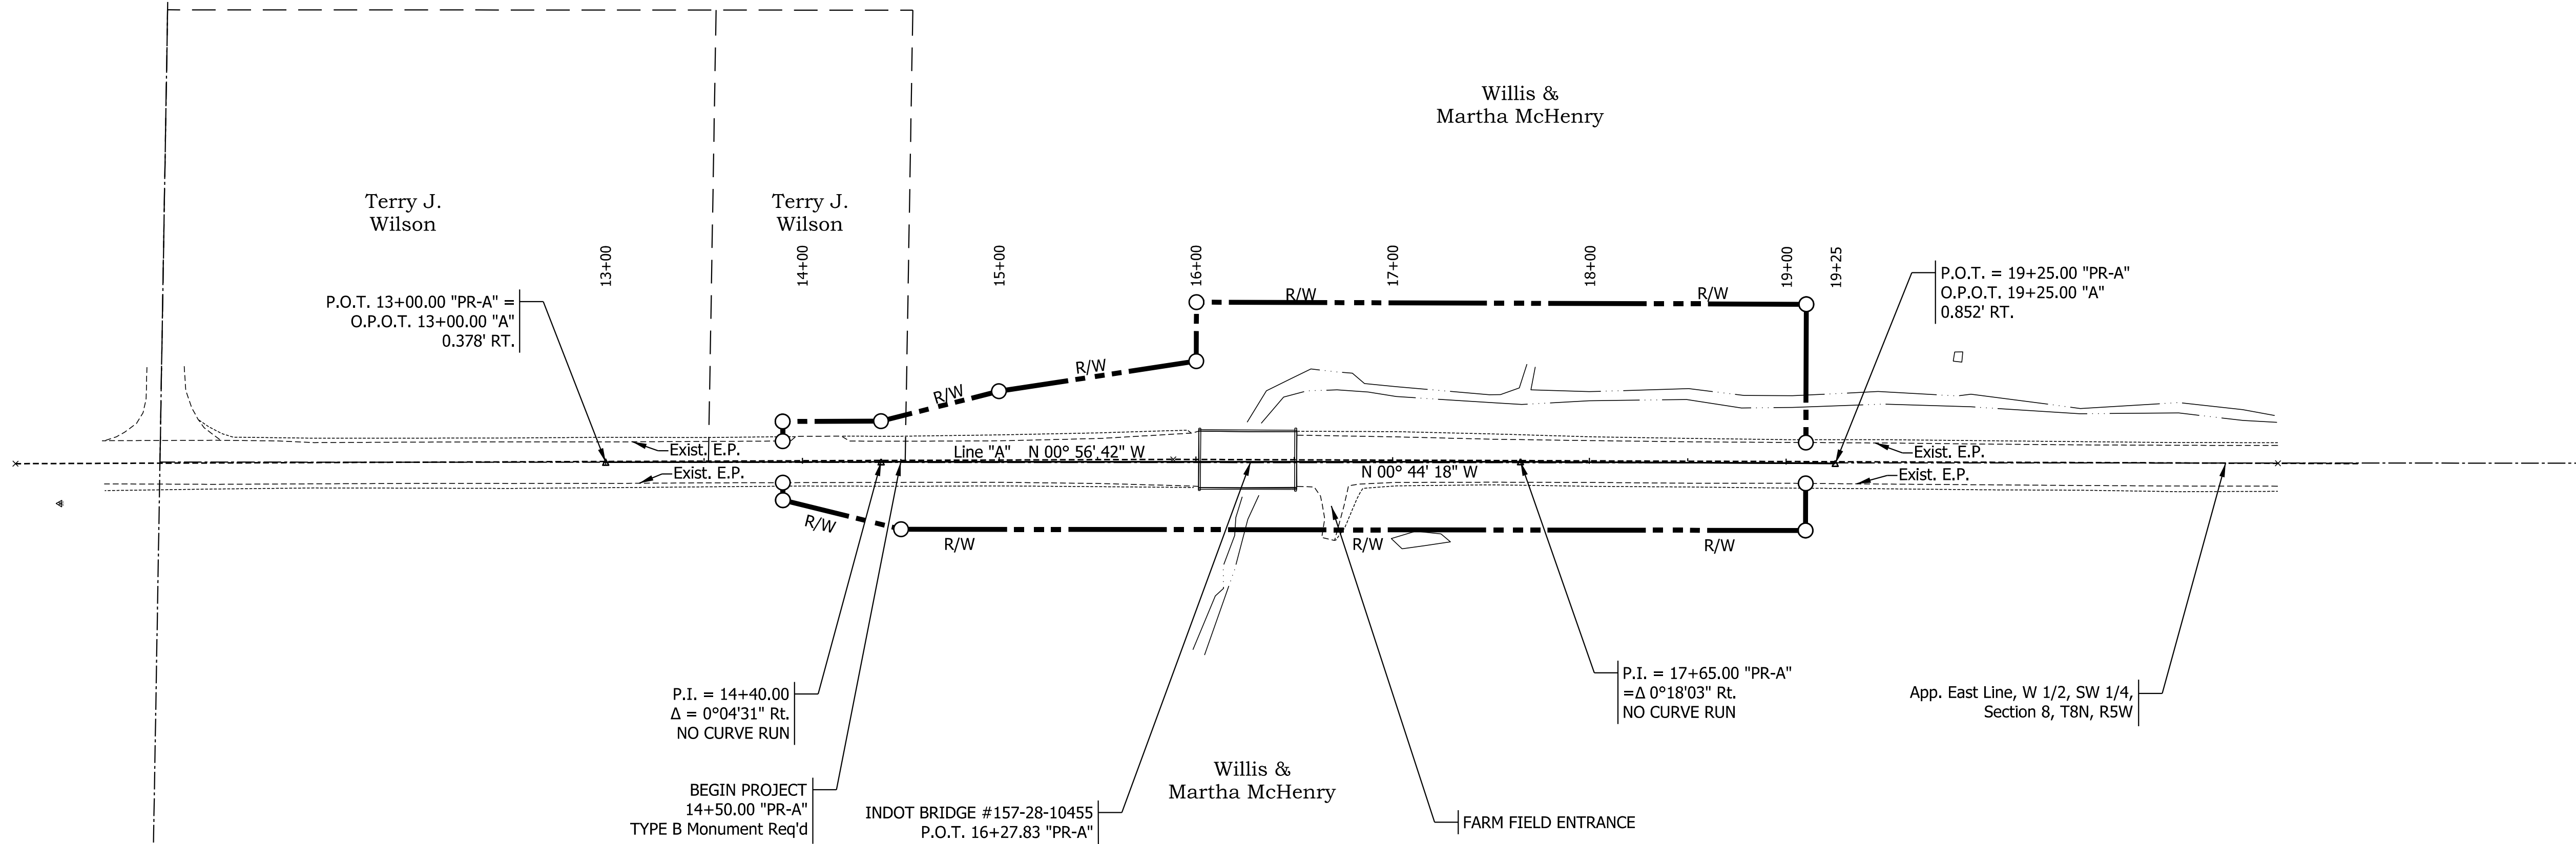 Willis &
Martha McHenry
Terry J.
Wilson
Terry J.
Wilson
13+00
14+00
15+00
16+00
17+00
18+00
19+00
19+25
P.O.T. 13+00.00 "PR-A" =
O.P.O.T. 13+00.00 "A"
0.378' RT.
P.O.T. = 19+25.00 "PR-A"
O.P.O.T. 19+25.00 "A"
0.852' RT.
R/W
R/W
R/W
R/W
Exist. E.P.
Exist. E.P.
Line "A" N 00° 56' 42" W
N 00° 44' 18" W
Exist. E.P.
Exist. E.P.
R/W
R/W
R/W
R/W
P.I. = 14+40.00
Δ = 0°04'31" Rt.
NO CURVE RUN
P.I. = 17+65.00 "PR-A"
=Δ 0°18'03" Rt.
NO CURVE RUN
App. East Line, W 1/2, SW 1/4,
Section 8, T8N, R5W
BEGIN PROJECT
14+50.00 "PR-A"
TYPE B Monument Req'd
INDOT BRIDGE #157-28-10455
P.O.T. 16+27.83 "PR-A"
Willis &
Martha McHenry
FARM FIELD ENTRANCE